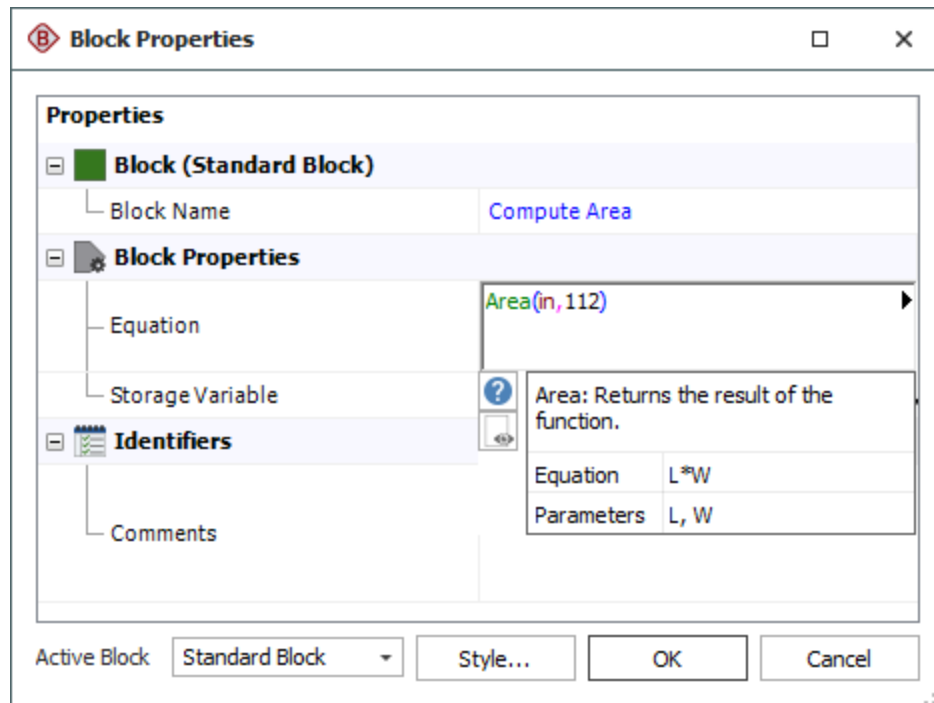 B Block Properties
Properties
Block (Standard Block)
Block Name Compute Area
Block Properties
Equation Area(in,112)
Storage Variable
? Area: Returns the result of the
function.
Identifiers
Equation L*W
Parameters L, W
Comments
Active Block Standard Block Style... OK Cancel